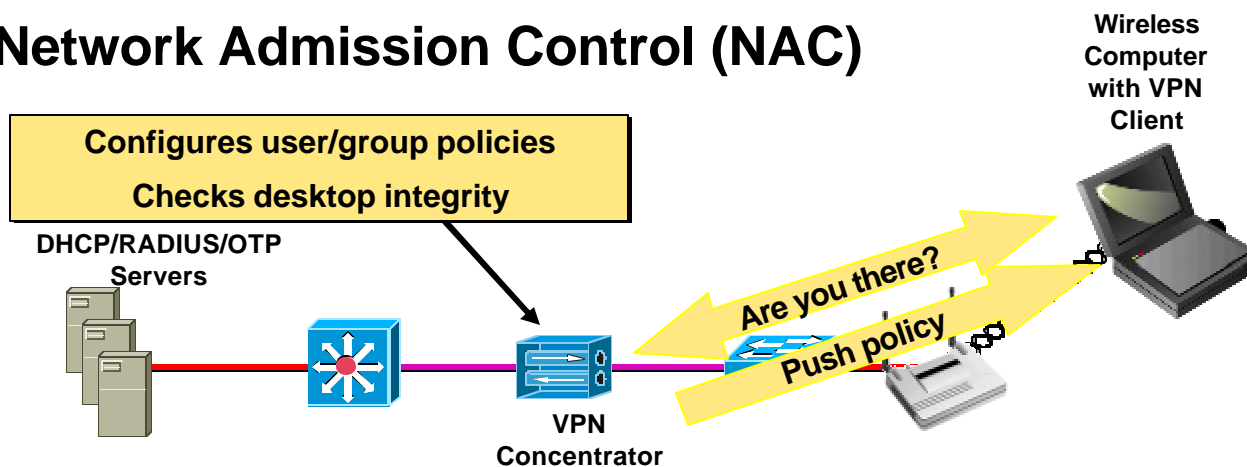 Network Admission Control (NAC)
Wireless
Computer
with VPN
Client
Configures user/group policies
Checks desktop integrity
DHCP/RADIUS/OTP
Servers
Are you there?
Push policy
VPN
Concentrator